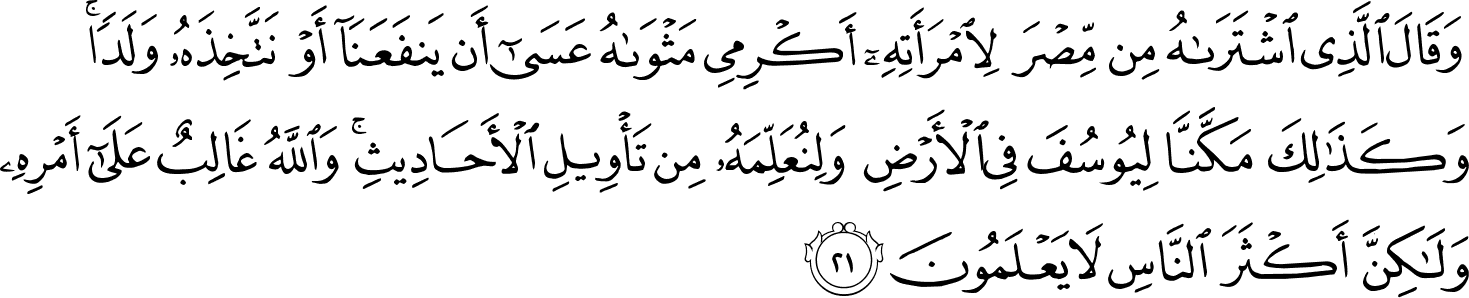 وَقَالَ ٱلَّذِى ٱشْتَرَىٰهُ مِن مِّصْرَ لِٱمْرَأَتِهِۦٓ أَكْرِمِى مَثْوَىٰهُ عَسَىٰٓ أَن يَنفَعَنَآ أَوْ نَتَّخِذَهُۥ وَلَدًا ۚ
وَكَذَٰلِكَ مَكَّنَّا لِيُوسُفَ فِى ٱلْأَرْضِ وَلِنُعَلِّمَهُۥ مِن تَأْوِيلِ ٱلْأَحَادِيثِ ۚ وَٱللَّهُ غَالِبٌ عَلَىٰٓ أَمْرِهِۦ
وَلَٰكِنَّ أَكْثَرَ ٱلنَّاسِ لَا يَعْلَمُونَ ٢١